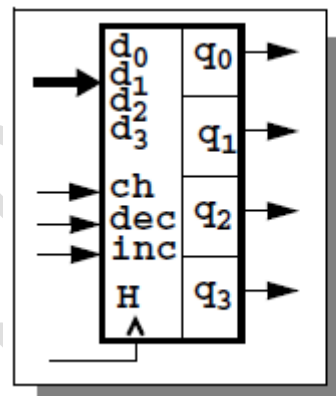 d₀ q₀
d₁
d₂
d₃ q₁
ch
dec q₂
inc
H q₃